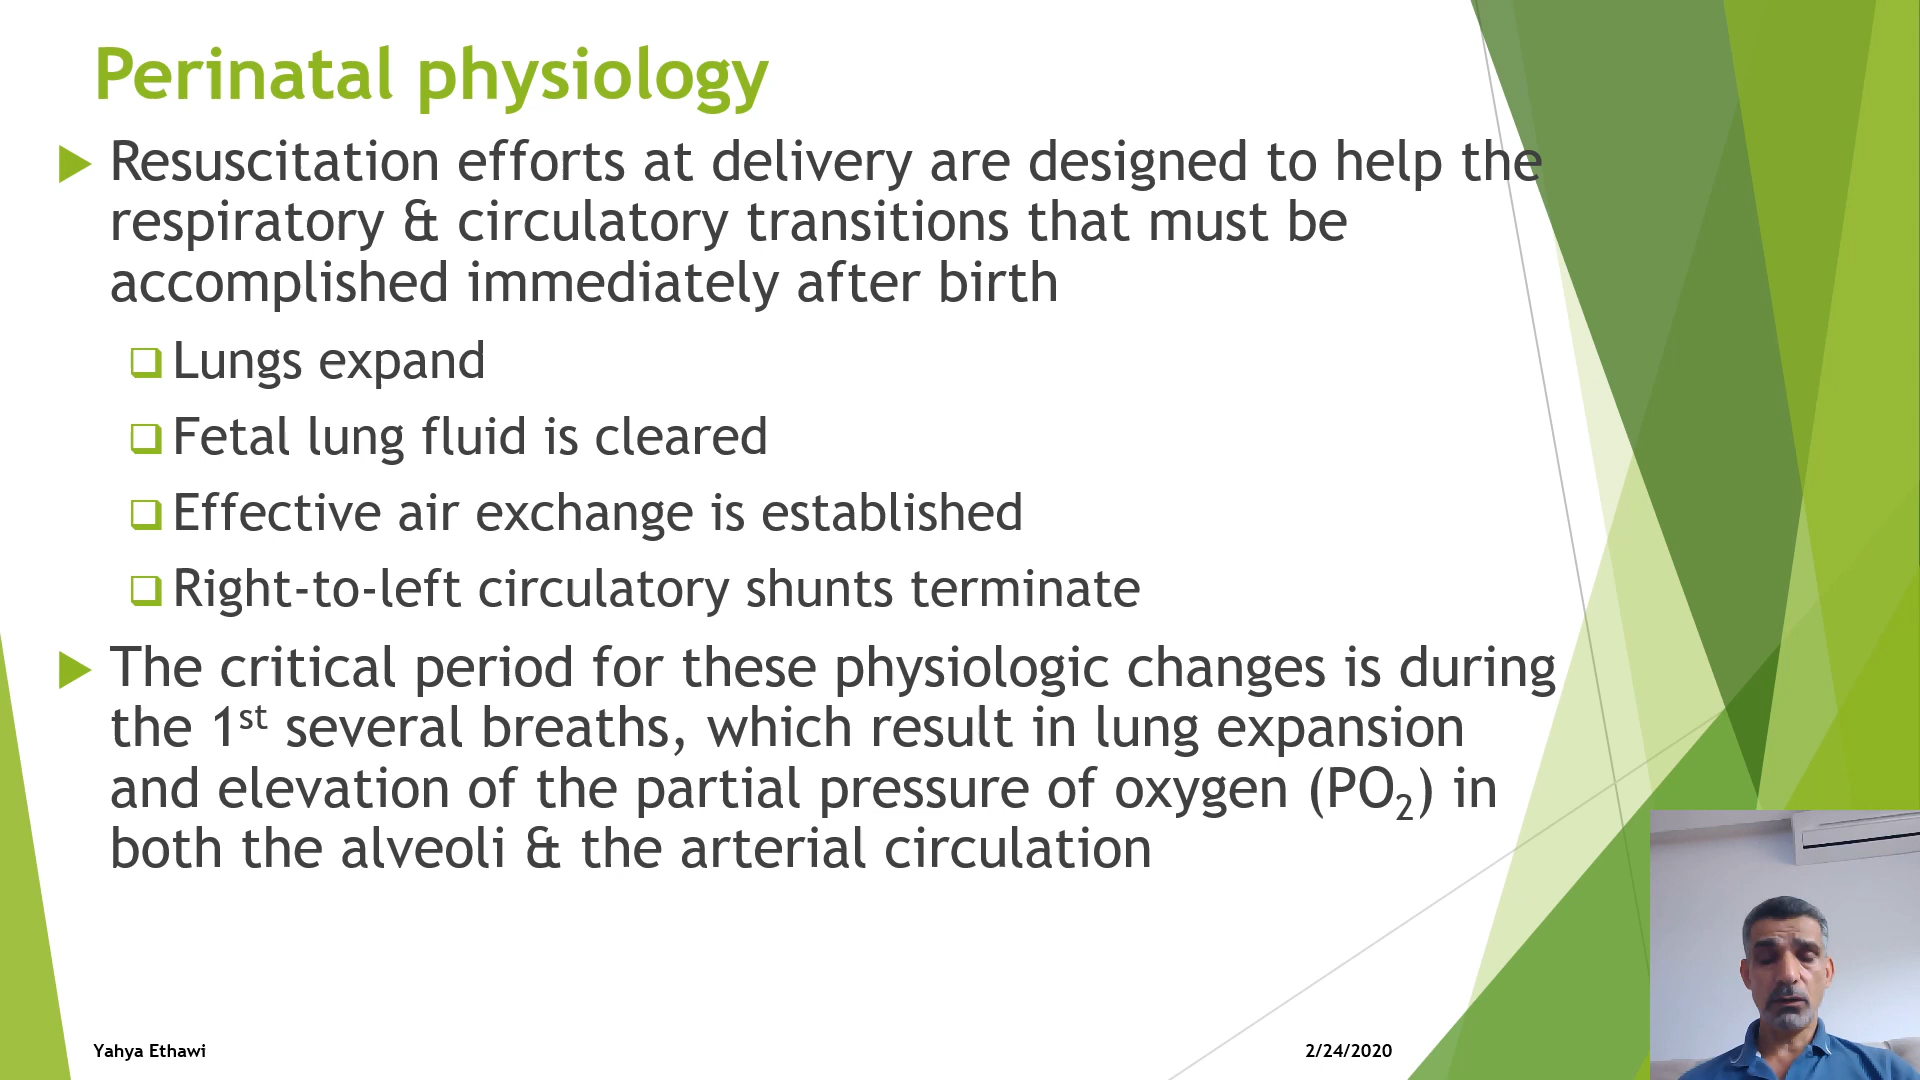 Perinatal physiology
Resuscitation efforts at delivery are designed to help the
respiratory & circulatory transitions that must be
accomplished immediately after birth
Lungs expand
Fetal lung fluid is cleared
Effective air exchange is established
Right-to-left circulatory shunts terminate
The critical period for these physiologic changes is during
the 1st several breaths, which result in lung expansion
and elevation of the partial pressure of oxygen (PO2) in
both the alveoli & the arterial circulation
Yahya Ethawi
2/24/2020